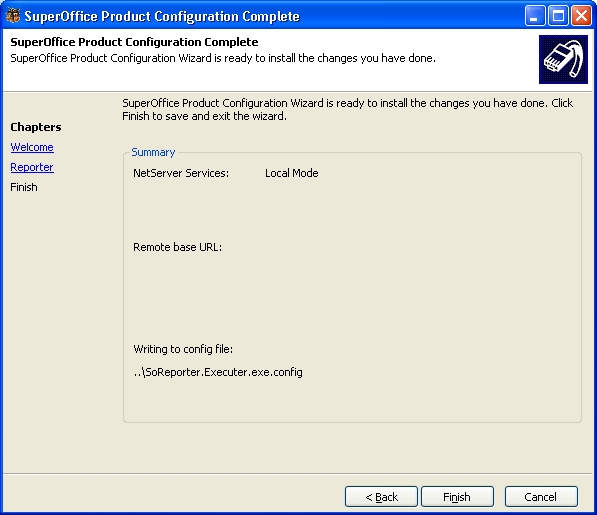 SuperOffice Product Configuration Complete
SuperOffice Product Configuration Complete
SuperOffice Product Configuration Wizard is ready to install the changes you have done.
SuperOffice Product Configuration Wizard is ready to install the changes you have done. Click
Finish to save and exit the wizard.
Chapters
Welcome
Reporter
Finish
Summary
NetServer Services: Local Mode
Remote base URL:
Writing to config file:
..\SoReporter.Executer.exe.config
< Back Finish Cancel